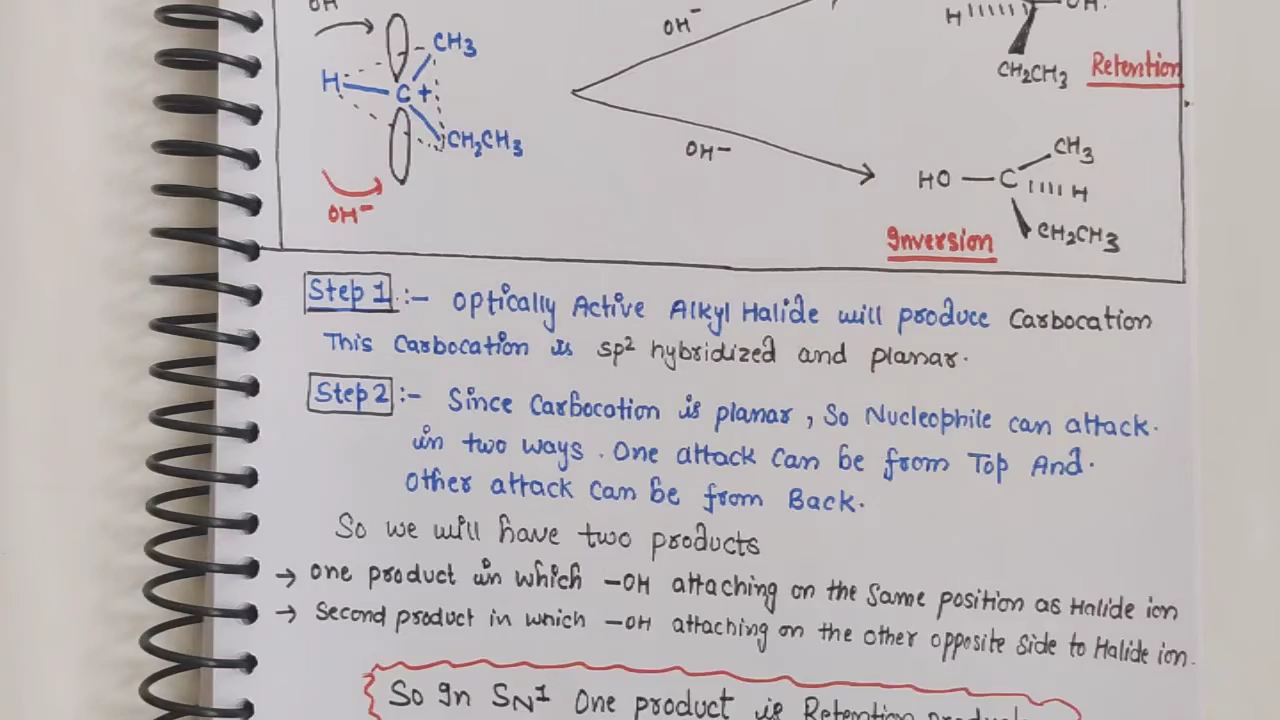 OH
CH3
H
C +
CH2CH3
OH⁻
OH⁻
H
OH.
CH2CH3
Retention
OH⁻
CH3
HO — C
H
CH2CH3
Inversion
Step 1 :- Optically Active Alkyl Halide will produce Carbocation
This Carbocation is sp² hybridized and planar.
Step 2 :- Since Carbocation is planar, So Nucleophile can attack.
in two ways. One attack can be from Top And.
Other attack can be from Back.
So we will have two products
→ One product in which -OH attaching on the same position as Halide ion
→ Second product in which -OH attaching on the other opposite side to Halide ion.
So In SN¹ One product is Retention